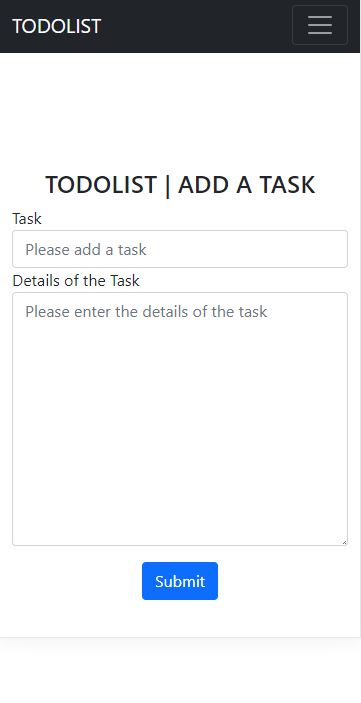 TODOLIST
TODOLIST | ADD A TASK
Task
Please add a task
Details of the Task
Please enter the details of the task
Submit